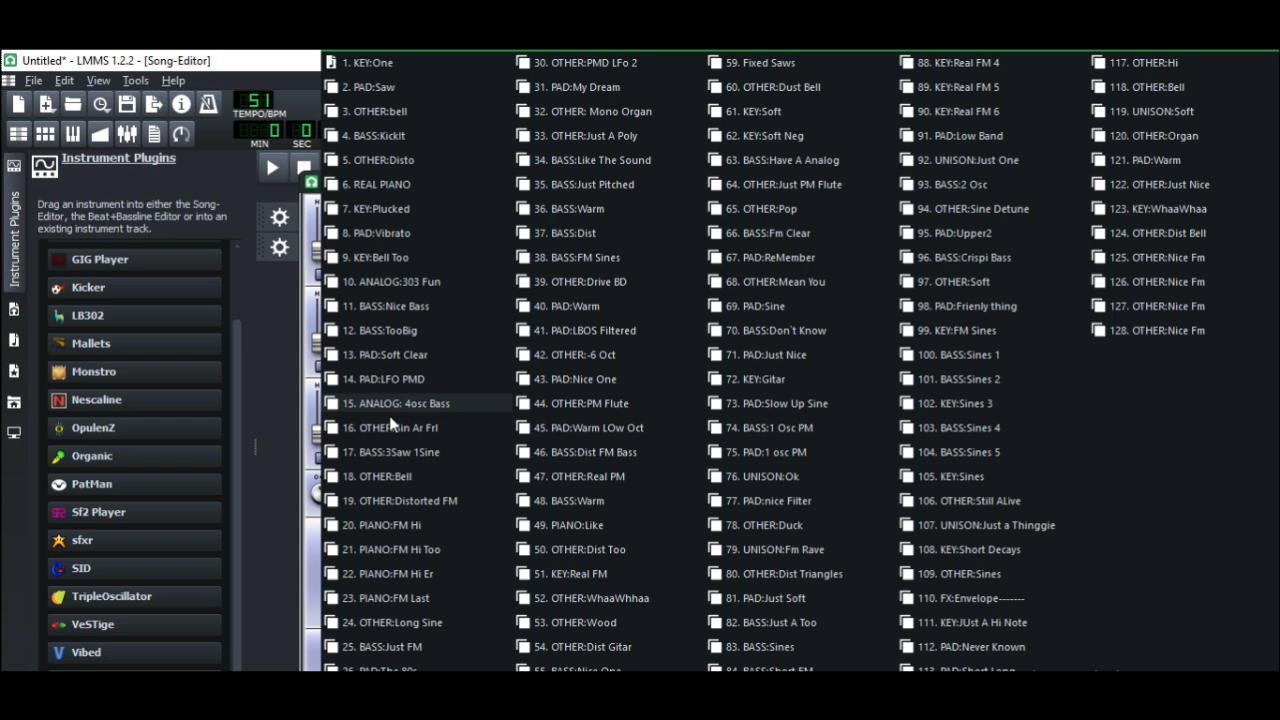 Untitled* - LMMS 1.2.2 - [Song-Editor]
File Edit View Tools Help
51
TEMPO/BPM
0 0
MIN SEC
Instrument Plugins
Instrument Plugins
Drag an instrument into either the Song-
Editor, the Beat+Bassline Editor or into an
existing instrument track.
GIG Player
Kicker
LB302
Mallets
Monstro
Nescaline
OpulenZ
Organic
PatMan
Sf2 Player
sfxr
SID
TripleOscillator
VeSTige
Vibed
1. KEY:One
2. PAD:Saw
3. OTHER:bell
4. BASS:KickIt
5. OTHER:Disto
6. REAL PIANO
7. KEY:Plucked
8. PAD:Vibrato
9. KEY:Bell Too
10. ANALOG:303 Fun
11. BASS:Nice Bass
12. BASS:TooBig
13. PAD:Soft Clear
14. PAD:LFO PMD
15. ANALOG: 4osc Bass
16. Ar Frl
17. BASS:3Saw 1Sine
18. OTHER:Bell
19. OTHER:Distorted FM
20. PIANO:FM Hi
21. PIANO:FM Hi Too
22. PIANO:FM Hi Er
23. PIANO:FM Last
24. OTHER:Long Sine
25. BASS:Just FM
26. PAD:The 80s
30. OTHER:PMD LFo 2
31. PAD:My Dream
32. OTHER: Mono Organ
33. OTHER:Just A Poly
34. BASS:Like The Sound
35. BASS:Just Pitched
36. BASS:Warm
37. BASS:Dist
38. BASS:FM Sines
39. OTHER:Drive BD
40. PAD:Warm
41. PAD:LBOS Filtered
42. OTHER:-6 Oct
43. PAD:Nice One
44. OTHER:PM Flute
45. PAD:Warm LOw Oct
46. BASS:Dist FM Bass
47. OTHER:Real PM
48. BASS:Warm
49. PIANO:Like
50. OTHER:Dist Too
51. KEY:Real FM
52. OTHER:WhaaWhhaa
53. OTHER:Wood
54. OTHER:Dist Gitar
55. BASS:Nice One
59. Fixed Saws
60. OTHER:Dust Bell
61. KEY:Soft
62. KEY:Soft Neg
63. BASS:Have A Analog
64. OTHER:Just PM Flute
65. OTHER:Pop
66. BASS:Fm Clear
67. PAD:ReMember
68. OTHER:Mean You
69. PAD:Sine
70. BASS:Don`t Know
71. PAD:Just Nice
72. KEY:Gitar
73. PAD:Slow Up Sine
74. BASS:1 Osc PM
75. PAD:1 osc PM
76. UNISON:Ok
77. PAD:nice Filter
78. OTHER:Duck
79. UNISON:Fm Rave
80. OTHER:Dist Triangles
81. PAD:Just Soft
82. BASS:Just A Too
83. BASS:Sines
84. BASS:Short FM
88. KEY:Real FM 4
89. KEY:Real FM 5
90. KEY:Real FM 6
91. PAD:Low Band
92. UNISON:Just One
93. BASS:2 Osc
94. OTHER:Sine Detune
95. PAD:Upper2
96. BASS:Crispi Bass
97. OTHER:Soft
98. PAD:Frienly thing
99. KEY:FM Sines
100. BASS:Sines 1
101. BASS:Sines 2
102. KEY:Sines 3
103. BASS:Sines 4
104. BASS:Sines 5
105. KEY:Sines
106. OTHER:Still ALive
107. UNISON:Just a Thinggie
108. KEY:Short Decays
109. OTHER:Sines
110. FX:Envelope-------
111. KEY:JUst A Hi Note
112. PAD:Never Known
113. PAD:Short Long
117. OTHER:Hi
118. OTHER:Bell
119. UNISON:Soft
120. OTHER:Organ
121. PAD:Warm
122. OTHER:Just Nice
123. KEY:WhaaWhaa
124. OTHER:Dist Bell
125. OTHER:Nice Fm
126. OTHER:Nice Fm
127. OTHER:Nice Fm
128. OTHER:Nice Fm